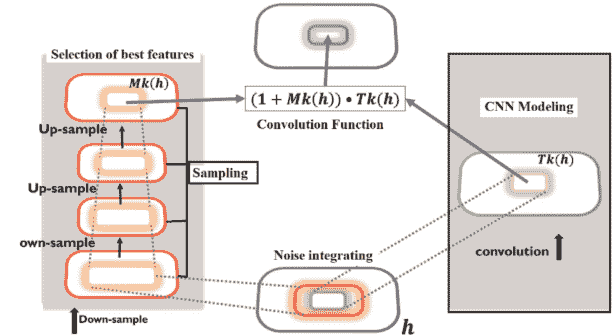 Selection of best features
Mk(h)
(1 + Mk(h)) • Tk(h)
Convolution Function
CNN Modeling
Up-sample
Sampling
Tk(h)
Up-sample
own-sample
Noise integrating
convolution
h
Down-sample